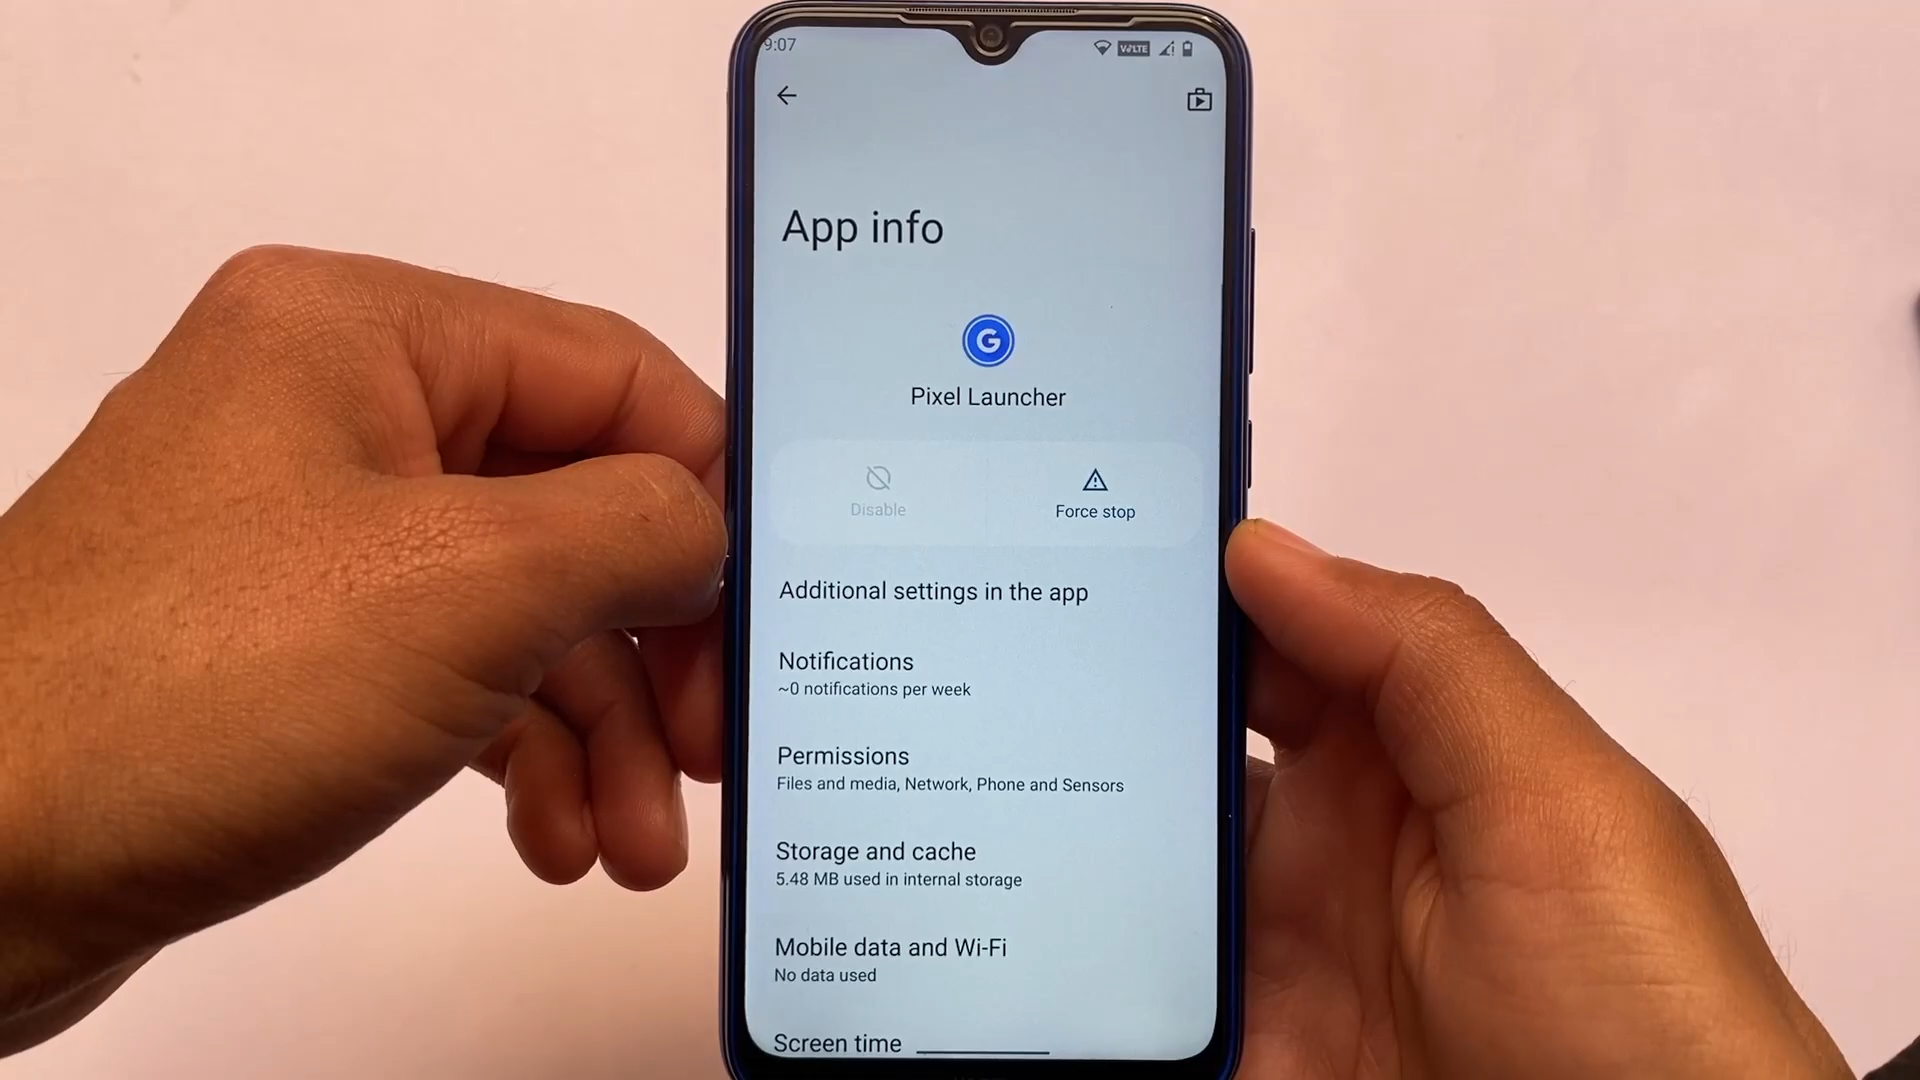 9:07
VoLTE
App info
G
Pixel Launcher
Disable
Force stop
Additional settings in the app
Notifications
~0 notifications per week
Permissions
Files and media, Network, Phone and Sensors
Storage and cache
5.48 MB used in internal storage
Mobile data and Wi-Fi
No data used
Screen time